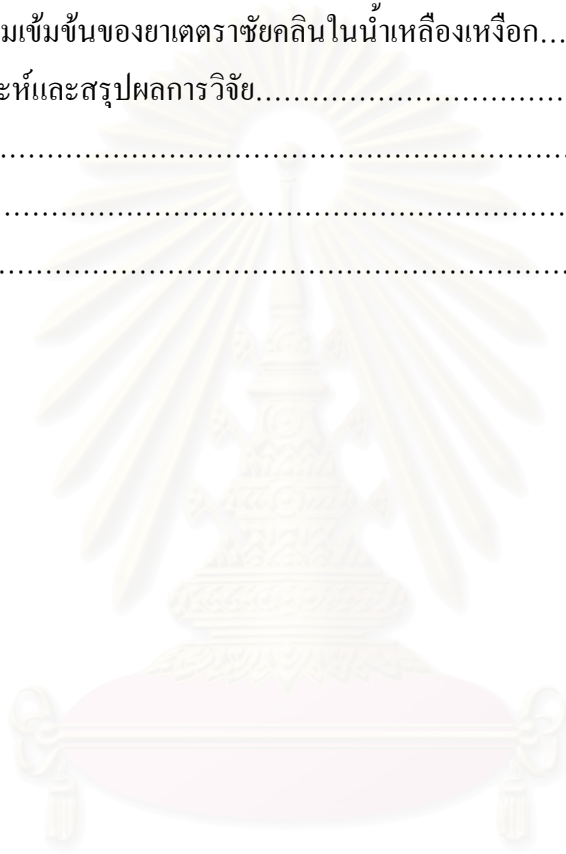 มเข้มข้นของยาเตตราซัยคลินในน้ำเหลืองเหงือก...
ะห์และสรุปผลการวิจัย.................................
................................................................
...............................................................
................................................................